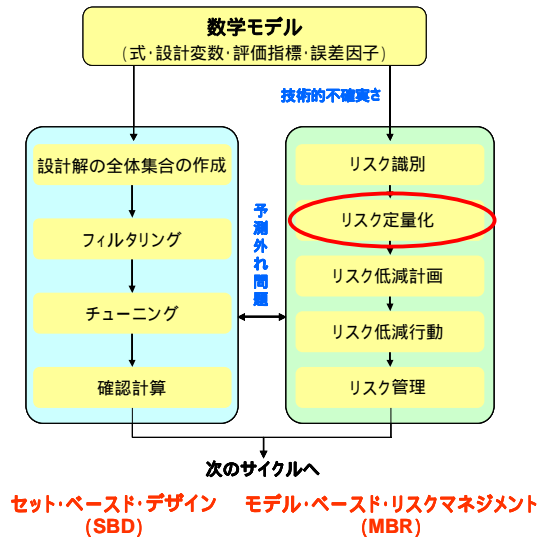 数学モデル
(式･設計変数･評価指標･誤差因子)
技術的不確実さ
設計解の全体集合の作成
フィルタリング
チューニング
確認計算
予測外れ問題
リスク識別
リスク定量化
リスク低減計画
リスク低減行動
リスク管理
次のサイクルへ
セット･ベースド･デザイン
(SBD)
モデル･ベースド･リスクマネジメント
(MBR)